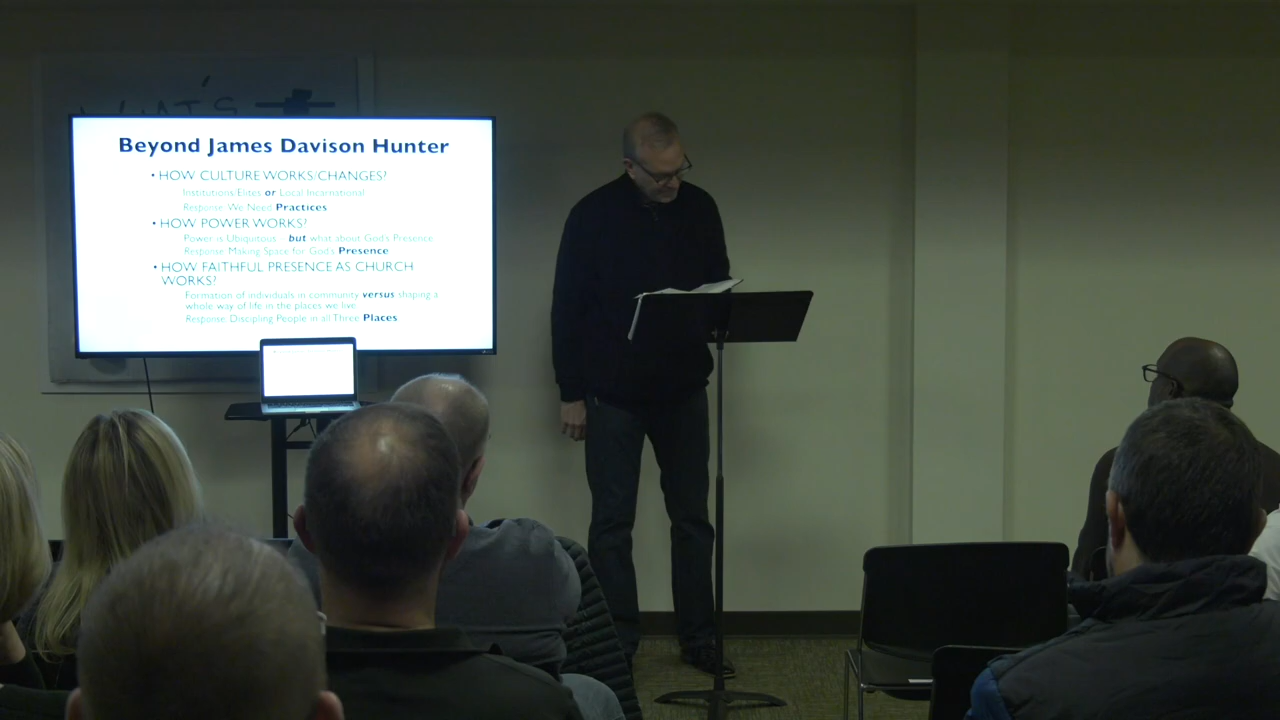 WHAT'S
Beyond James Davison Hunter
• HOW CULTURE WORKS/CHANGES?
Institutions/Elites or Local Incarnational
Response: We Need Practices
• HOW POWER WORKS?
Power is Ubiquitous but what about God's Presence
Response: Making Space for God's Presence
• HOW FAITHFUL PRESENCE AS CHURCH
WORKS?
Formation of individuals in community versus shaping a
whole way of life in the places we live
Response: Discipling People in all Three Places